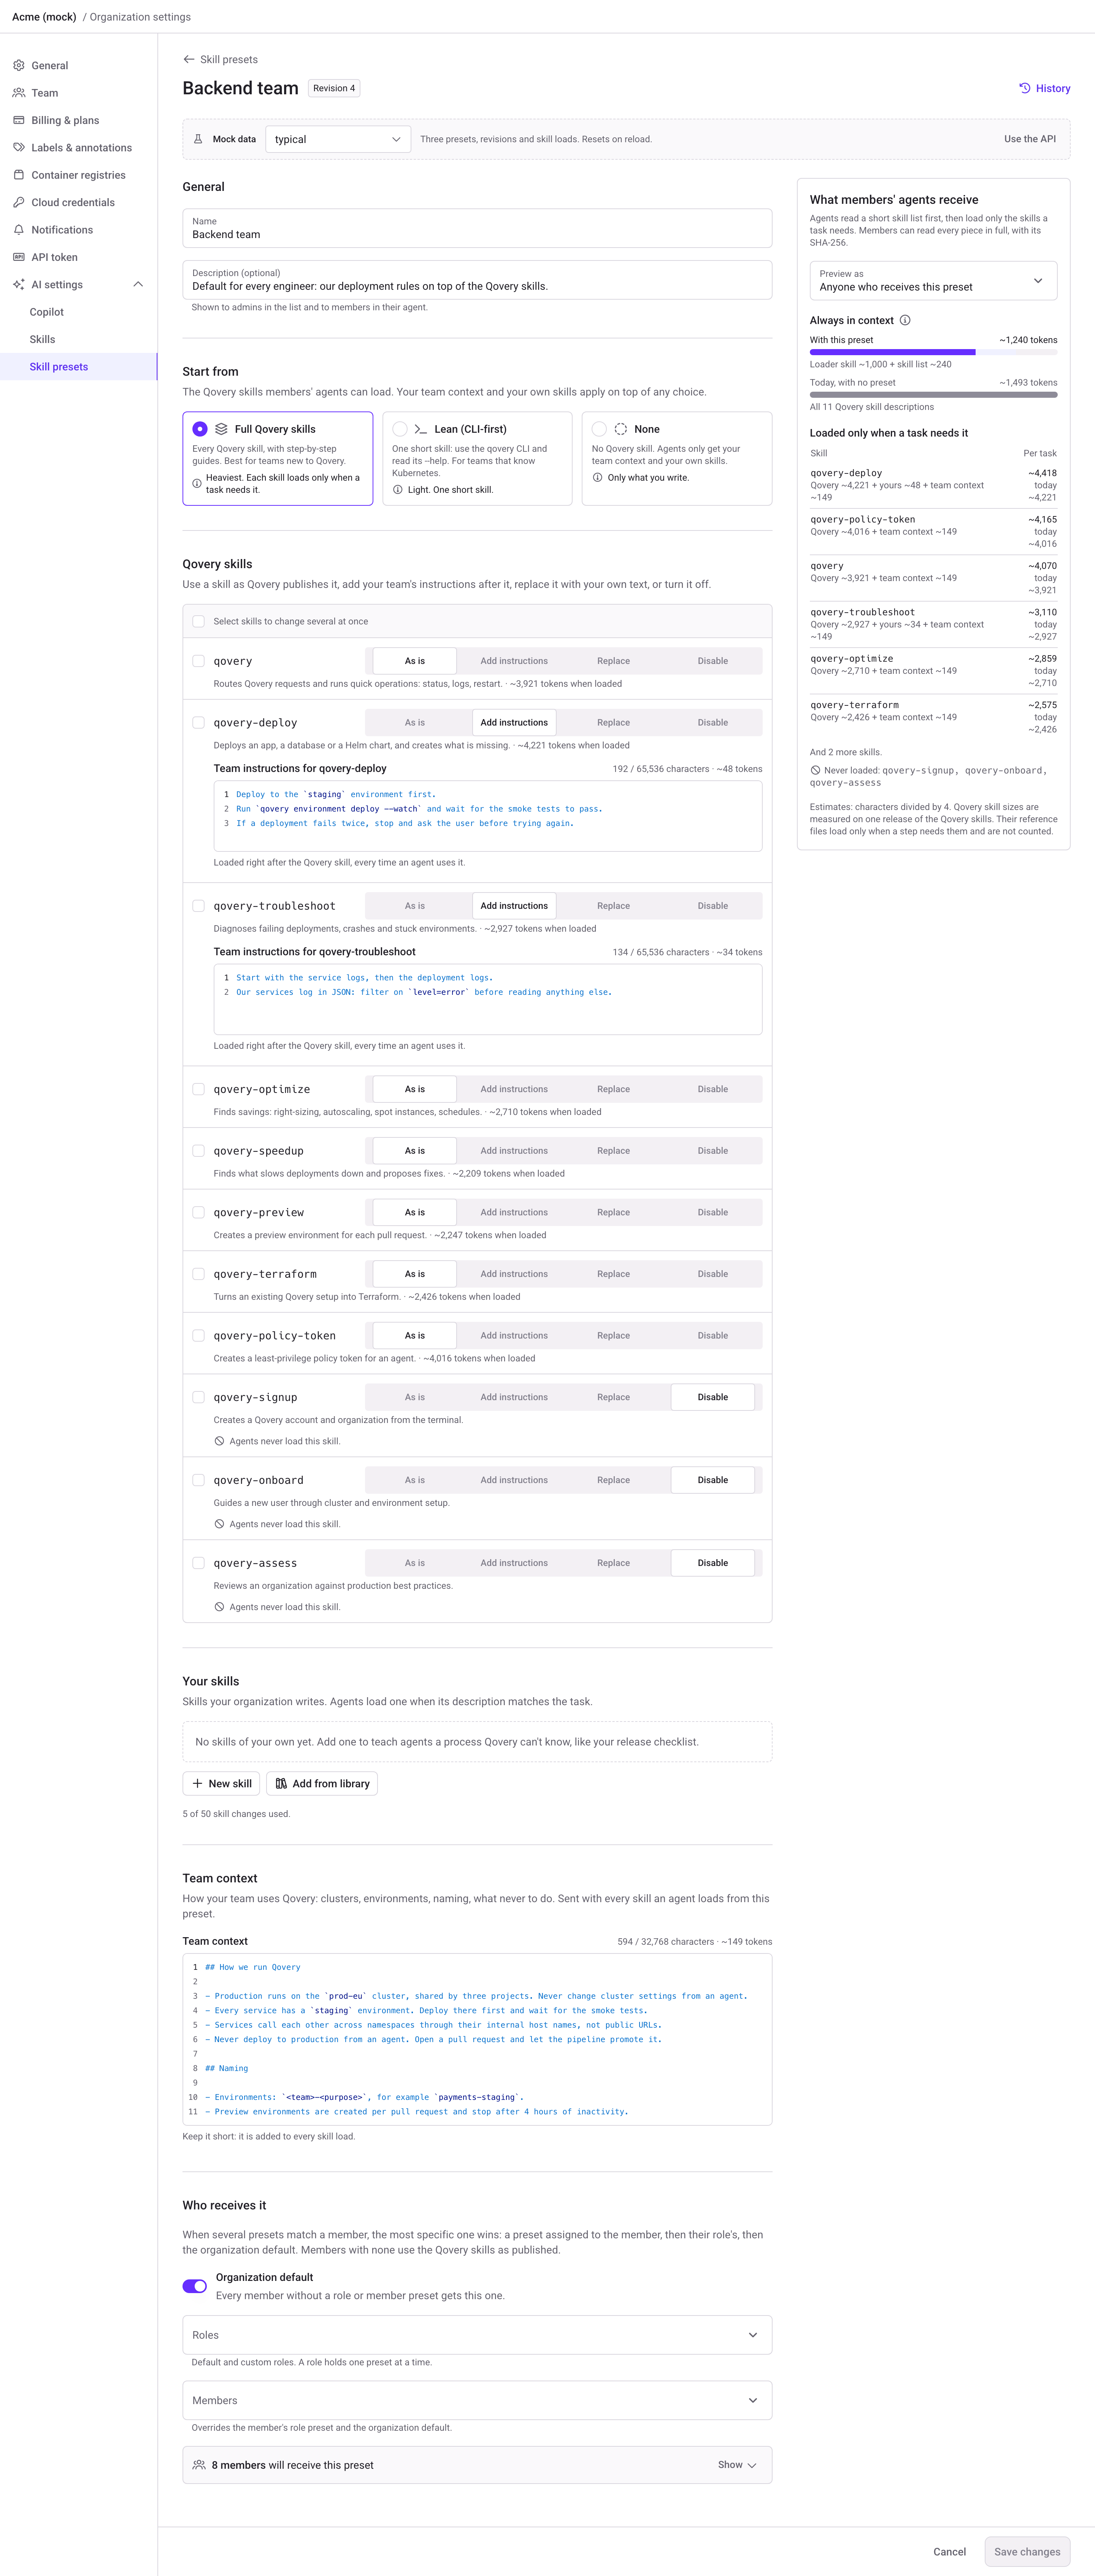 Acme (mock) / Organization settings
General
Team
Billing & plans
Labels & annotations
Container registries
Cloud credentials
Notifications
API token
AI settings
Copilot
Skills
Skill presets
Skill presets
Backend team
Revision 4
History
Mock data
typical
Three presets, revisions and skill loads. Resets on reload.
Use the API
General
Name
Backend team
Description (optional)
Default for every engineer: our deployment rules on top of the Qovery skills.
Shown to admins in the list and to members in their agent.
Start from
The Qovery skills members' agents can load. Your team context and your own skills apply on top of any choice.
Full Qovery skills
Every Qovery skill, with step-by-step
guides. Best for teams new to Qovery.
Heaviest. Each skill loads only when a
task needs it.
Lean (CLI-first)
One short skill: use the qovery CLI and
read its --help. For teams that know
Kubernetes.
Light. One short skill.
None
No Qovery skill. Agents only get your
team context and your own skills.
Only what you write.
Qovery skills
Use a skill as Qovery publishes it, add your team's instructions after it, replace it with your own text, or turn it off.
Select skills to change several at once
qovery
As is Add instructions Replace Disable
Routes Qovery requests and runs quick operations: status, logs, restart. · ~3,921 tokens when loaded
qovery-deploy
As is Add instructions Replace Disable
Deploys an app, a database or a Helm chart, and creates what is missing. · ~4,221 tokens when loaded
Team instructions for qovery-deploy
192 / 65,536 characters · ~48 tokens
1 Deploy to the `staging` environment first.
2 Run `qovery environment deploy --watch` and wait for the smoke tests to pass.
3 If a deployment fails twice, stop and ask the user before trying again.
Loaded right after the Qovery skill, every time an agent uses it.
qovery-troubleshoot
As is Add instructions Replace Disable
Diagnoses failing deployments, crashes and stuck environments. · ~2,927 tokens when loaded
Team instructions for qovery-troubleshoot
134 / 65,536 characters · ~34 tokens
1 Start with the service logs, then the deployment logs.
2 Our services log in JSON: filter on `level=error` before reading anything else.
Loaded right after the Qovery skill, every time an agent uses it.
qovery-optimize
As is Add instructions Replace Disable
Finds savings: right-sizing, autoscaling, spot instances, schedules. · ~2,710 tokens when loaded
qovery-speedup
As is Add instructions Replace Disable
Finds what slows deployments down and proposes fixes. · ~2,209 tokens when loaded
qovery-preview
As is Add instructions Replace Disable
Creates a preview environment for each pull request. · ~2,247 tokens when loaded
qovery-terraform
As is Add instructions Replace Disable
Turns an existing Qovery setup into Terraform. · ~2,426 tokens when loaded
qovery-policy-token
As is Add instructions Replace Disable
Creates a least-privilege policy token for an agent. · ~4,016 tokens when loaded
qovery-signup
As is Add instructions Replace Disable
Creates a Qovery account and organization from the terminal.
Agents never load this skill.
qovery-onboard
As is Add instructions Replace Disable
Guides a new user through cluster and environment setup.
Agents never load this skill.
qovery-assess
As is Add instructions Replace Disable
Reviews an organization against production best practices.
Agents never load this skill.
Your skills
Skills your organization writes. Agents load one when its description matches the task.
No skills of your own yet. Add one to teach agents a process Qovery can't know, like your release checklist.
New skill
Add from library
5 of 50 skill changes used.
Team context
How your team uses Qovery: clusters, environments, naming, what never to do. Sent with every skill an agent loads from this
preset.
Team context
594 / 32,768 characters · ~149 tokens
1 ## How we run Qovery
2
3 - Production runs on the `prod-eu` cluster, shared by three projects. Never change cluster settings from an agent.
4 - Every service has a `staging` environment. Deploy there first and wait for the smoke tests.
5 - Services call each other across namespaces through their internal host names, not public URLs.
6 - Never deploy to production from an agent. Open a pull request and let the pipeline promote it.
7
8 ## Naming
9
10 - Environments: `<team>-<purpose>`, for example `payments-staging`.
11 - Preview environments are created per pull request and stop after 4 hours of inactivity.
Keep it short: it is added to every skill load.
Who receives it
When several presets match a member, the most specific one wins: a preset assigned to the member, then their role's, then
the organization default. Members with none use the Qovery skills as published.
Organization default
Every member without a role or member preset gets this one.
Roles
Default and custom roles. A role holds one preset at a time.
Members
Overrides the member's role preset and the organization default.
8 members will receive this preset
Show
Cancel
Save changes
What members' agents receive
Agents read a short skill list first, then load only the skills a
task needs. Members can read every piece in full, with its
SHA-256.
Preview as
Anyone who receives this preset
Always in context
With this preset
~1,240 tokens
Loader skill ~1,000 + skill list ~240
Today, with no preset
~1,493 tokens
All 11 Qovery skill descriptions
Loaded only when a task needs it
Skill
Per task
qovery-deploy
~4,418
Qovery ~4,221 + yours ~48 + team context
today
~149
~4,221
qovery-policy-token
~4,165
Qovery ~4,016 + team context ~149
today
~4,016
qovery
~4,070
Qovery ~3,921 + team context ~149
today
~3,921
qovery-troubleshoot
~3,110
Qovery ~2,927 + yours ~34 + team context
today
~149
~2,927
qovery-optimize
~2,859
Qovery ~2,710 + team context ~149
today
~2,710
qovery-terraform
~2,575
Qovery ~2,426 + team context ~149
today
~2,426
And 2 more skills.
Never loaded: qovery-signup, qovery-onboard,
qovery-assess
Estimates: characters divided by 4. Qovery skill sizes are
measured on one release of the Qovery skills. Their reference
files load only when a step needs them and are not counted.